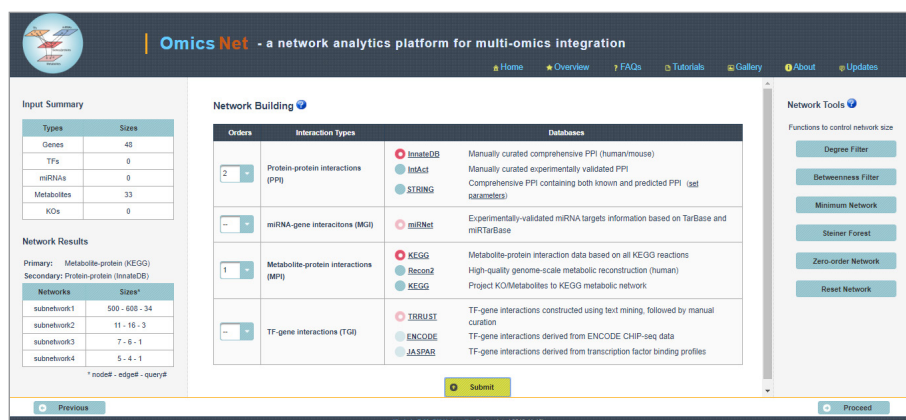 Omics Net - a network analytics platform for multi-omics integration
Home Overview ? FAQs Tutorials Gallery About Updates
Input Summary
Types Sizes
Genes 48
TFs 0
miRNAs 0
Metabolites 33
KOs 0
Network Results
Primary: Metabolite-protein (KEGG)
Secondary: Protein-protein (InnateDB)
Networks Sizes*
subnetwork1 500 - 608 - 34
subnetwork2 11 - 16 - 3
subnetwork3 7 - 6 - 1
subnetwork4 5 - 4 - 1
* node# - edge# - query#
Previous
Network Building ?
Orders Interaction Types Databases
2 Protein-protein interactions
(PPI)
InnateDB Manually curated comprehensive PPI (human/mouse)
IntAct Manually curated experimentally validated PPI
STRING Comprehensive PPI containing both known and predicted PPI (set
parameters)
-- miRNA-gene interacitons (MGI)
miRNet Experimentally-validated miRNA targets information based on TarBase and
miRTarBase
1 Metabolite-protein interactions
(MPI)
KEGG Metabolite-protein interaction data based on all KEGG reactions
Recon2 High-quality genome-scale metabolic reconstruction (human)
KEGG Project KO/Metabolites to KEGG metabolic network
-- TF-gene interactions (TGI)
TRRUST TF-gene interactions constructed using text mining, followed by manual
curation
ENCODE TF-gene interactions derived from ENCODE CHIP-seq data
JASPAR TF-gene interactions derived from transcription factor binding profiles
Submit
Network Tools ?
Functions to control network size
Degree Filter
Betweenness Filter
Minimum Network
Steiner Forest
Zero-order Network
Reset Network
Proceed